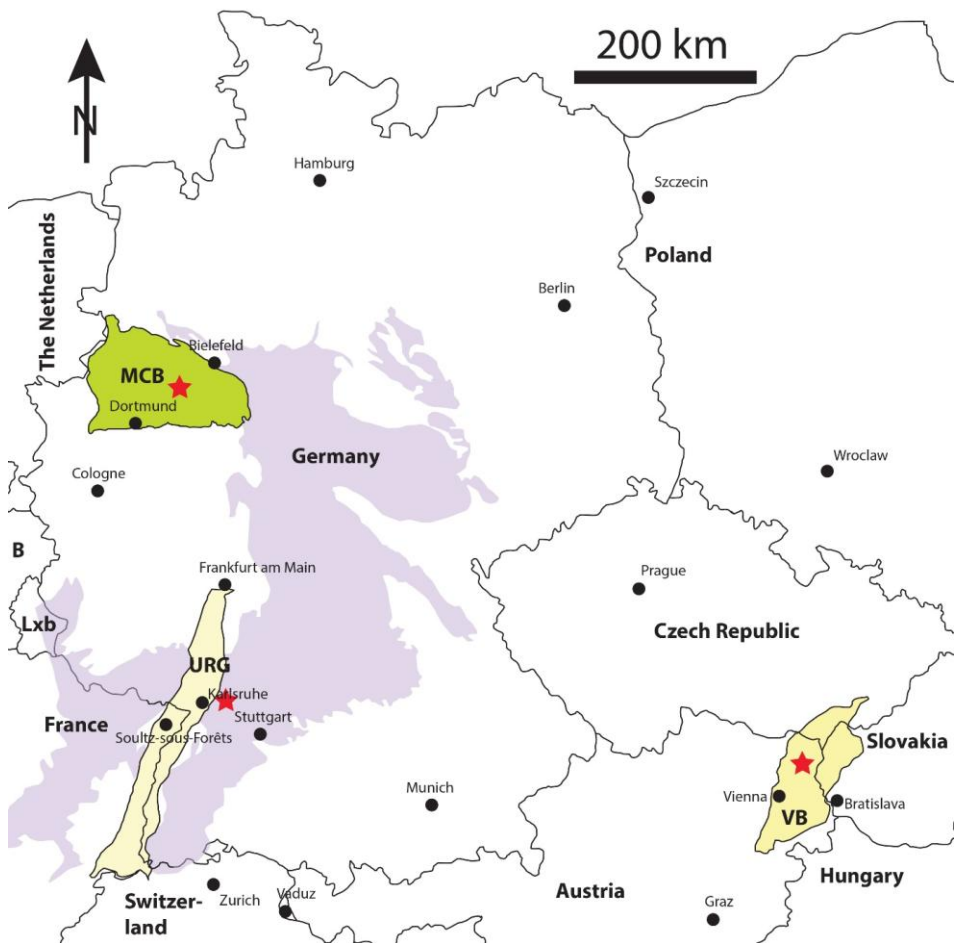 200 km
N
Hamburg
Szczecin
The Netherlands
Poland
Berlin
Bielefeld
MCB
Dortmund
Germany
Wroclaw
Cologne
B
Frankfurt am Main
Prague
Lxb
Czech Republic
URG
Karlsruhe
France
Stuttgart
Soultz-sous-Forêts
Slovakia
Munich
Vienna
Bratislava
VB
Hungary
Austria
Switzer-
land
Zurich
Vaduz
Graz